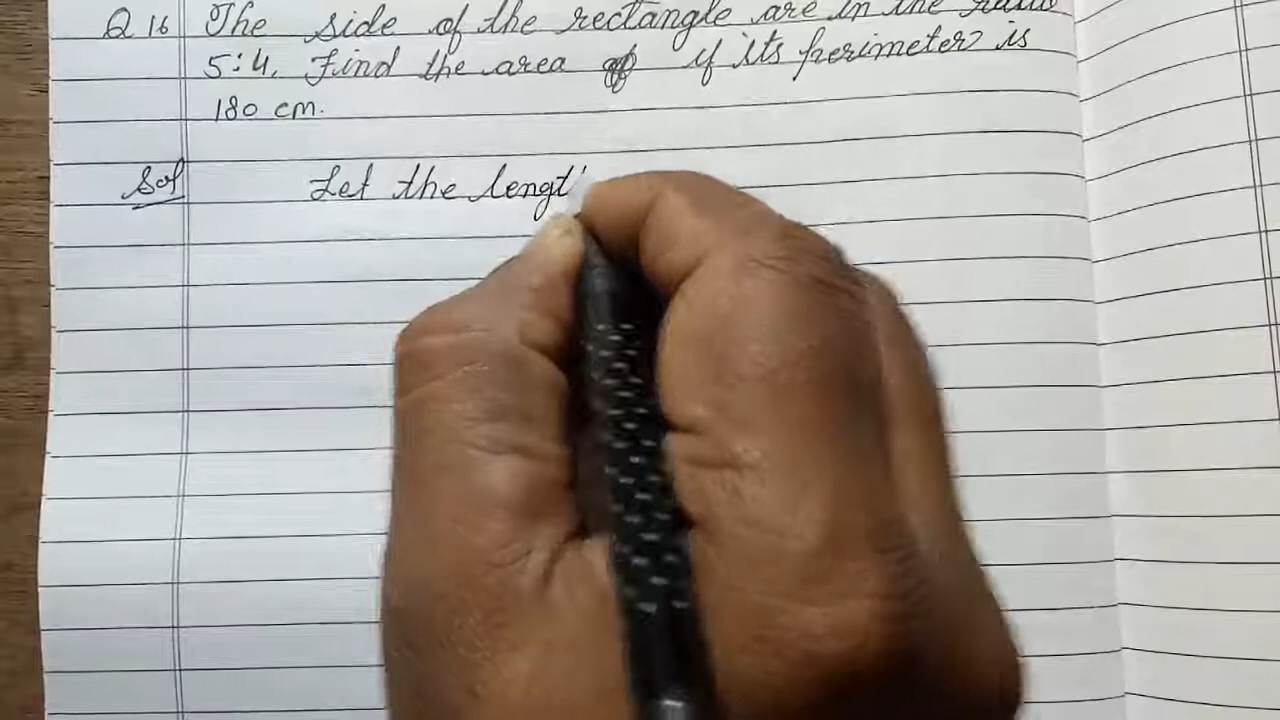 Q 16 The side of the rectangle are in the ratio
5:4. Find the area of if its perimeter is
180 cm.
Sol Let the lengt